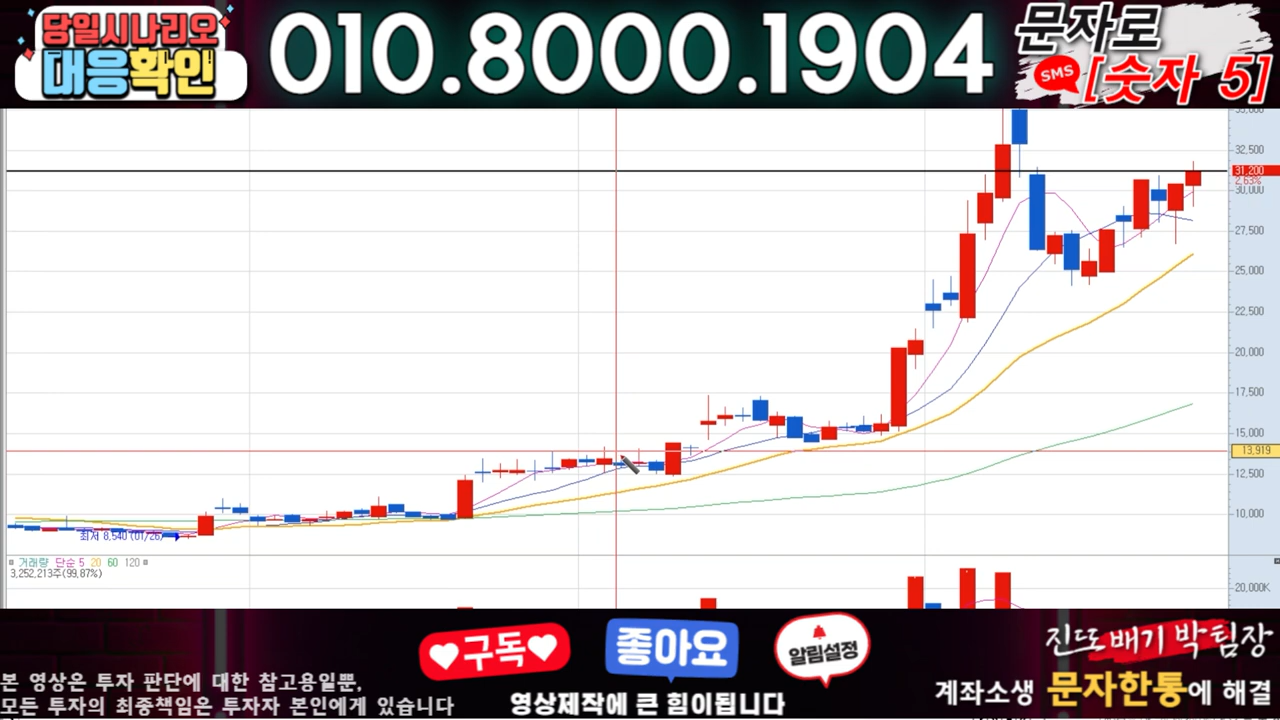 당일시나리오
대응확인
010.8000.1904
문자로
SMS
[숫자 5]
35,000
32,500
31,200
2.63%
30,000
27,500
25,000
22,500
20,000
17,500
15,000
13,919
12,500
10,000
최저 8,540 (01/26)
거래량 단순 5 20 60 120
3,252,213주(99.87%)
20,000K
구독
좋아요
알림설정
진또배기 박팀장
본 영상은 투자 판단에 대한 참고용일뿐,
모든 투자의 최종책임은 투자자 본인에게 있습니다
영상제작에 큰 힘이됩니다
계좌소생 문자한통에 해결